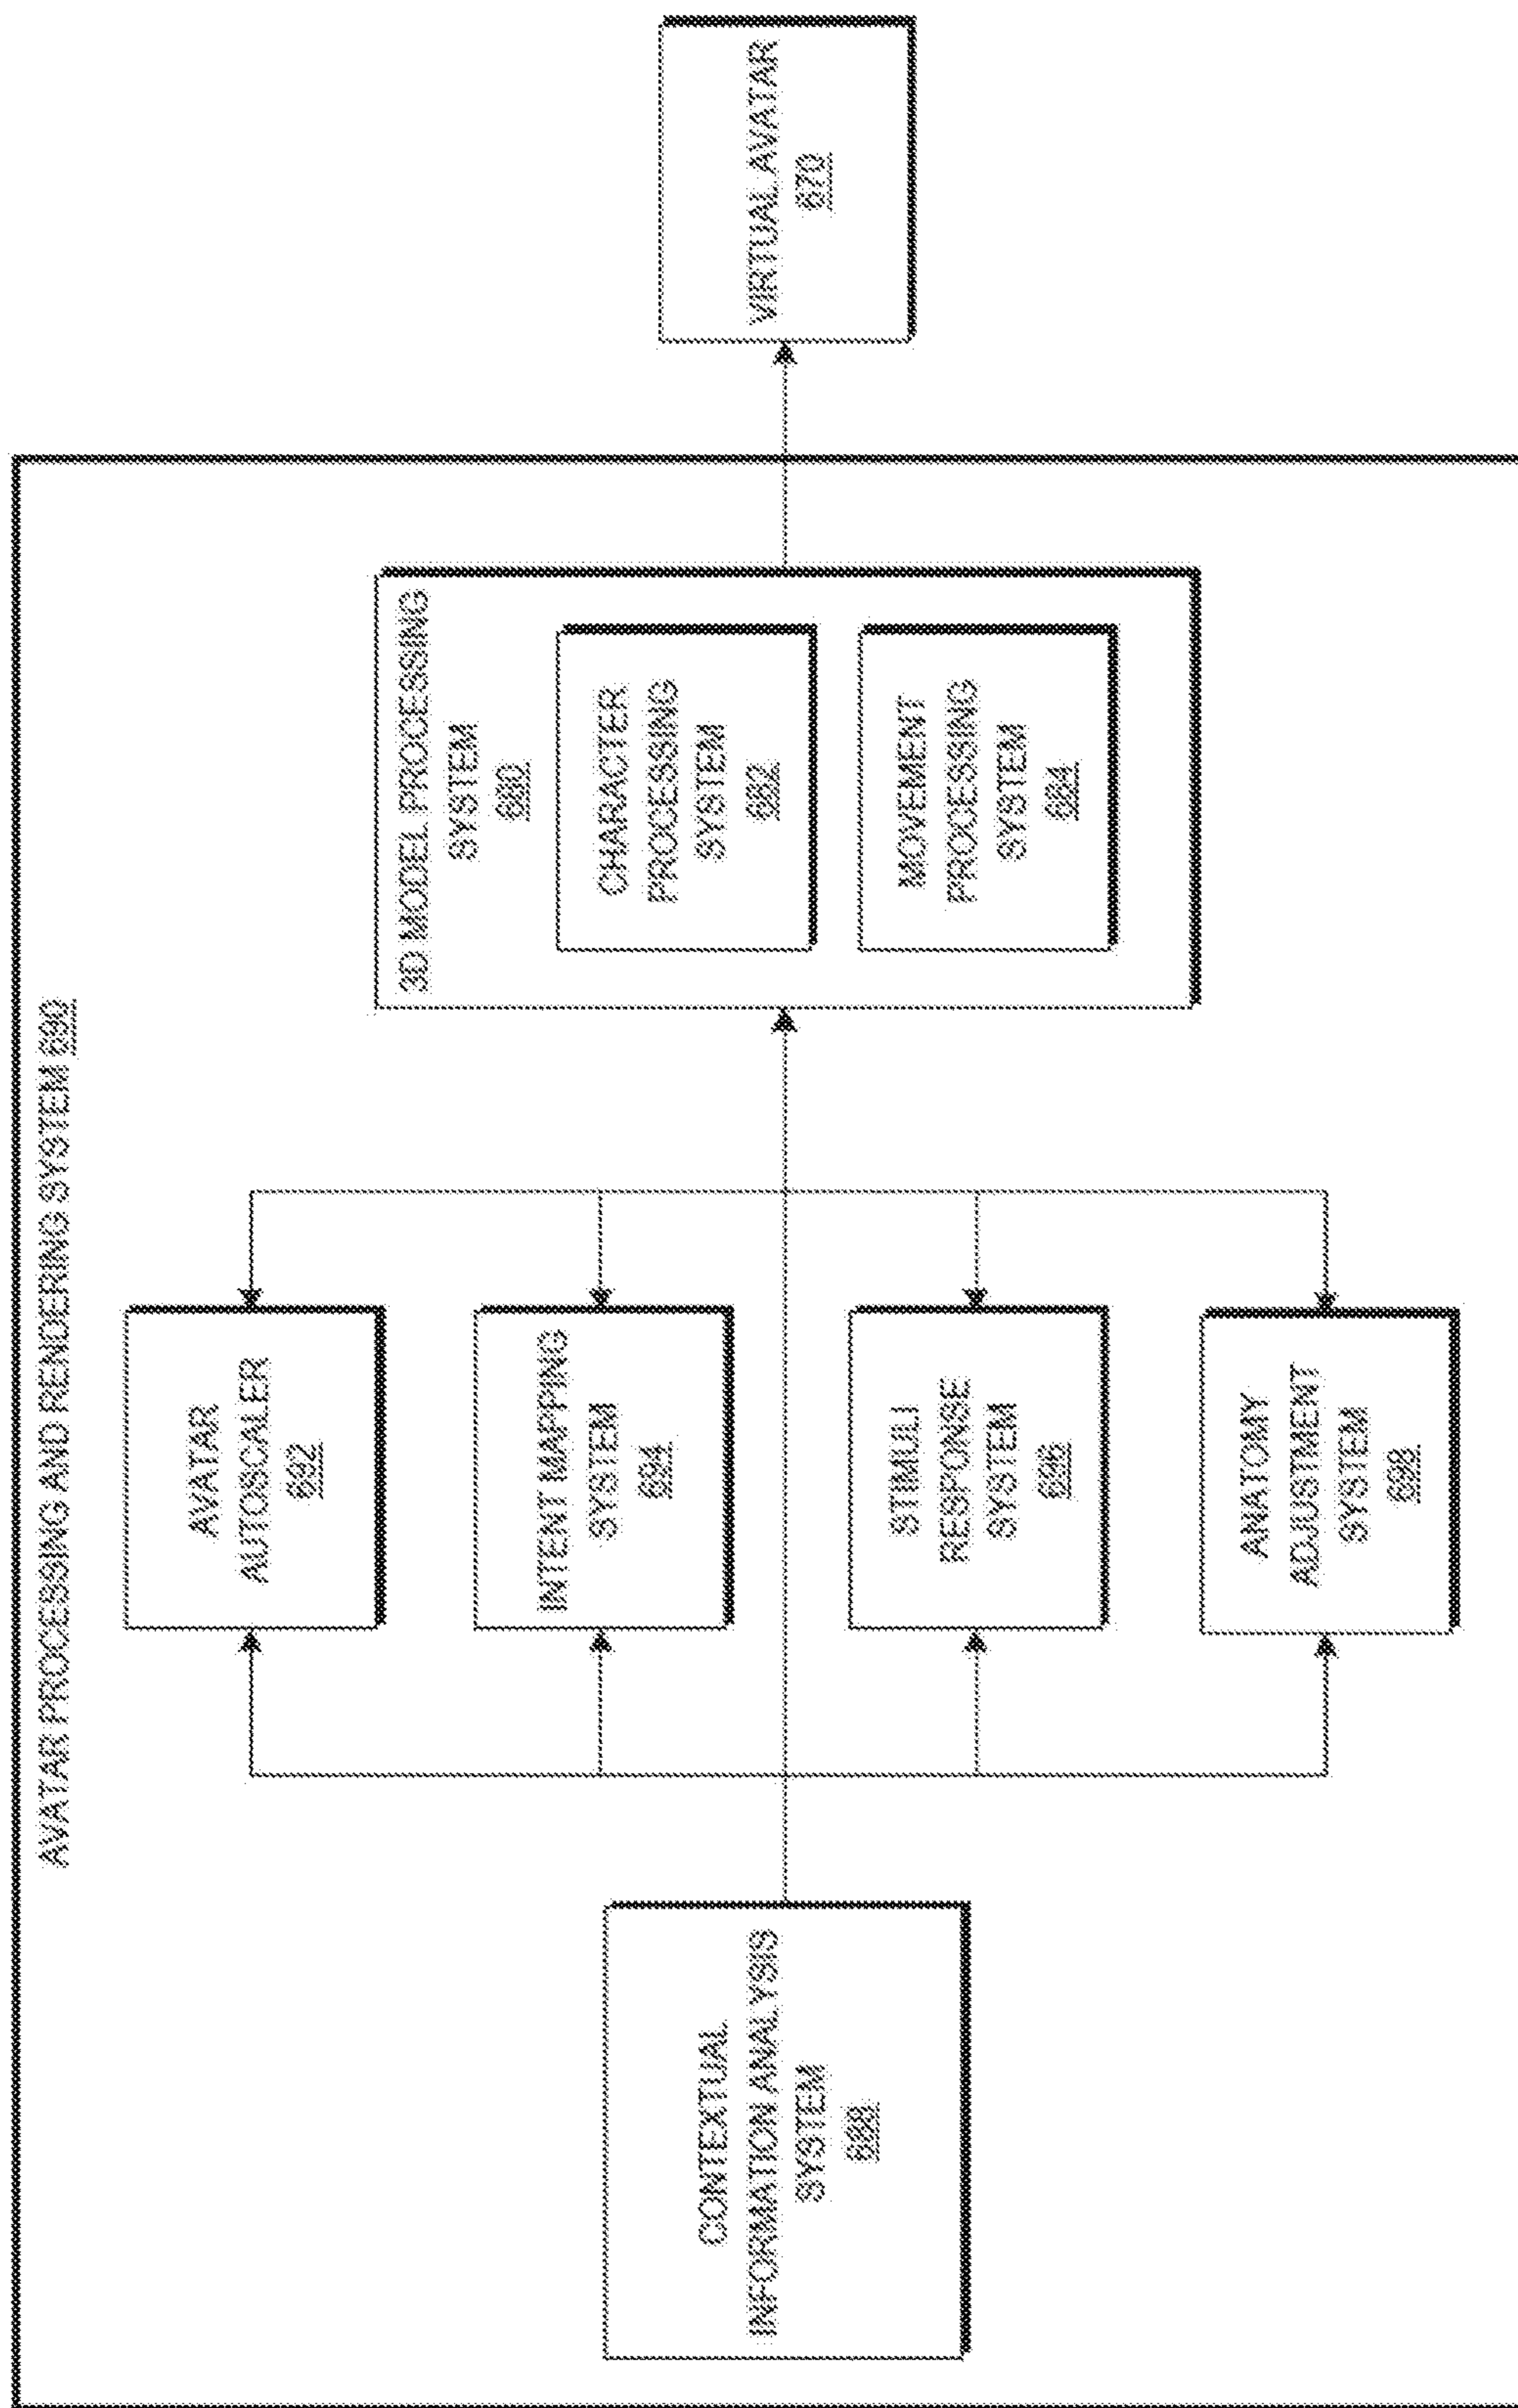 AVATAR PROCESSING AND RENDERING SYSTEM 690
CONTEXTUAL
INFORMATION ANALYSIS
SYSTEM
688
AVATAR
AUTOSCALER
692
INTENT MAPPING
SYSTEM
694
STIMULI
RESPONSE
SYSTEM
696
ANATOMY
ADJUSTMENT
SYSTEM
698
3D MODEL PROCESSING
SYSTEM
680
CHARACTER
PROCESSING
SYSTEM
682
MOVEMENT
PROCESSING
SYSTEM
684
VIRTUAL AVATAR
670